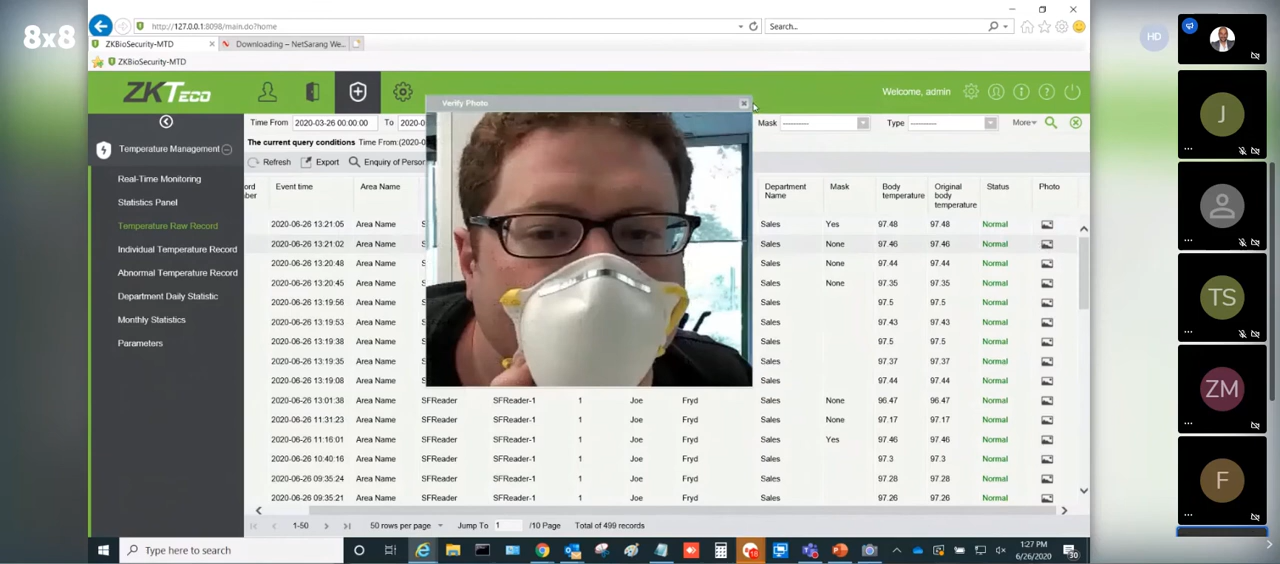 8x8
http://127.0.0.1:8098/main.do?home
Search...
ZKBioSecurity-MTD
Downloading – NetSarang We...
ZKBioSecurity-MTD
ZKTeco
Welcome, admin
Verify Photo
HD
Time From 2020-03-26 00:00:00 To 2020-0
Mask ---------- Type ---------- More
Temperature Management
The current query conditions Time From:(2020-0
Refresh Export Enquiry of Person
Real-Time Monitoring
Statistics Panel
Temperature Raw Record
Individual Temperature Record
Abnormal Temperature Record
Department Daily Statistic
Monthly Statistics
Parameters
Event time Area Name Department Name Mask Body temperature Original body temperature Status Photo
2020-06-26 13:21:05 Area Name Sales Yes 97.48 97.48 Normal
2020-06-26 13:21:02 Area Name Sales None 97.46 97.46 Normal
2020-06-26 13:20:48 Area Name Sales None 97.44 97.44 Normal
2020-06-26 13:20:45 Area Name Sales None 97.35 97.35 Normal
2020-06-26 13:19:56 Area Name Sales 97.5 97.5 Normal
2020-06-26 13:19:53 Area Name Sales 97.43 97.43 Normal
2020-06-26 13:19:38 Area Name Sales 97.5 97.5 Normal
2020-06-26 13:19:35 Area Name Sales 97.37 97.37 Normal
2020-06-26 13:19:08 Area Name Sales 97.44 97.44 Normal
2020-06-26 13:01:38 Area Name SFReader SFReader-1 1 Joe Fryd Sales None 96.47 96.47 Normal
2020-06-26 11:31:23 Area Name SFReader SFReader-1 1 Joe Fryd Sales None 97.17 97.17 Normal
2020-06-26 11:16:01 Area Name SFReader SFReader-1 1 Joe Fryd Sales Yes 97.46 97.46 Normal
2020-06-26 10:40:16 Area Name SFReader SFReader-1 1 Joe Fryd Sales 97.3 97.3 Normal
2020-06-26 09:35:24 Area Name SFReader SFReader-1 1 Joe Fryd Sales 97.28 97.28 Normal
2020-06-26 09:35:21 Area Name SFReader SFReader-1 1 Joe Fryd Sales 97.26 97.26 Normal
1-50 50 rows per page Jump To 1 /10 Page Total of 499 records
Type here to search
1:27 PM
6/26/2020
30
J
TS
ZM
F